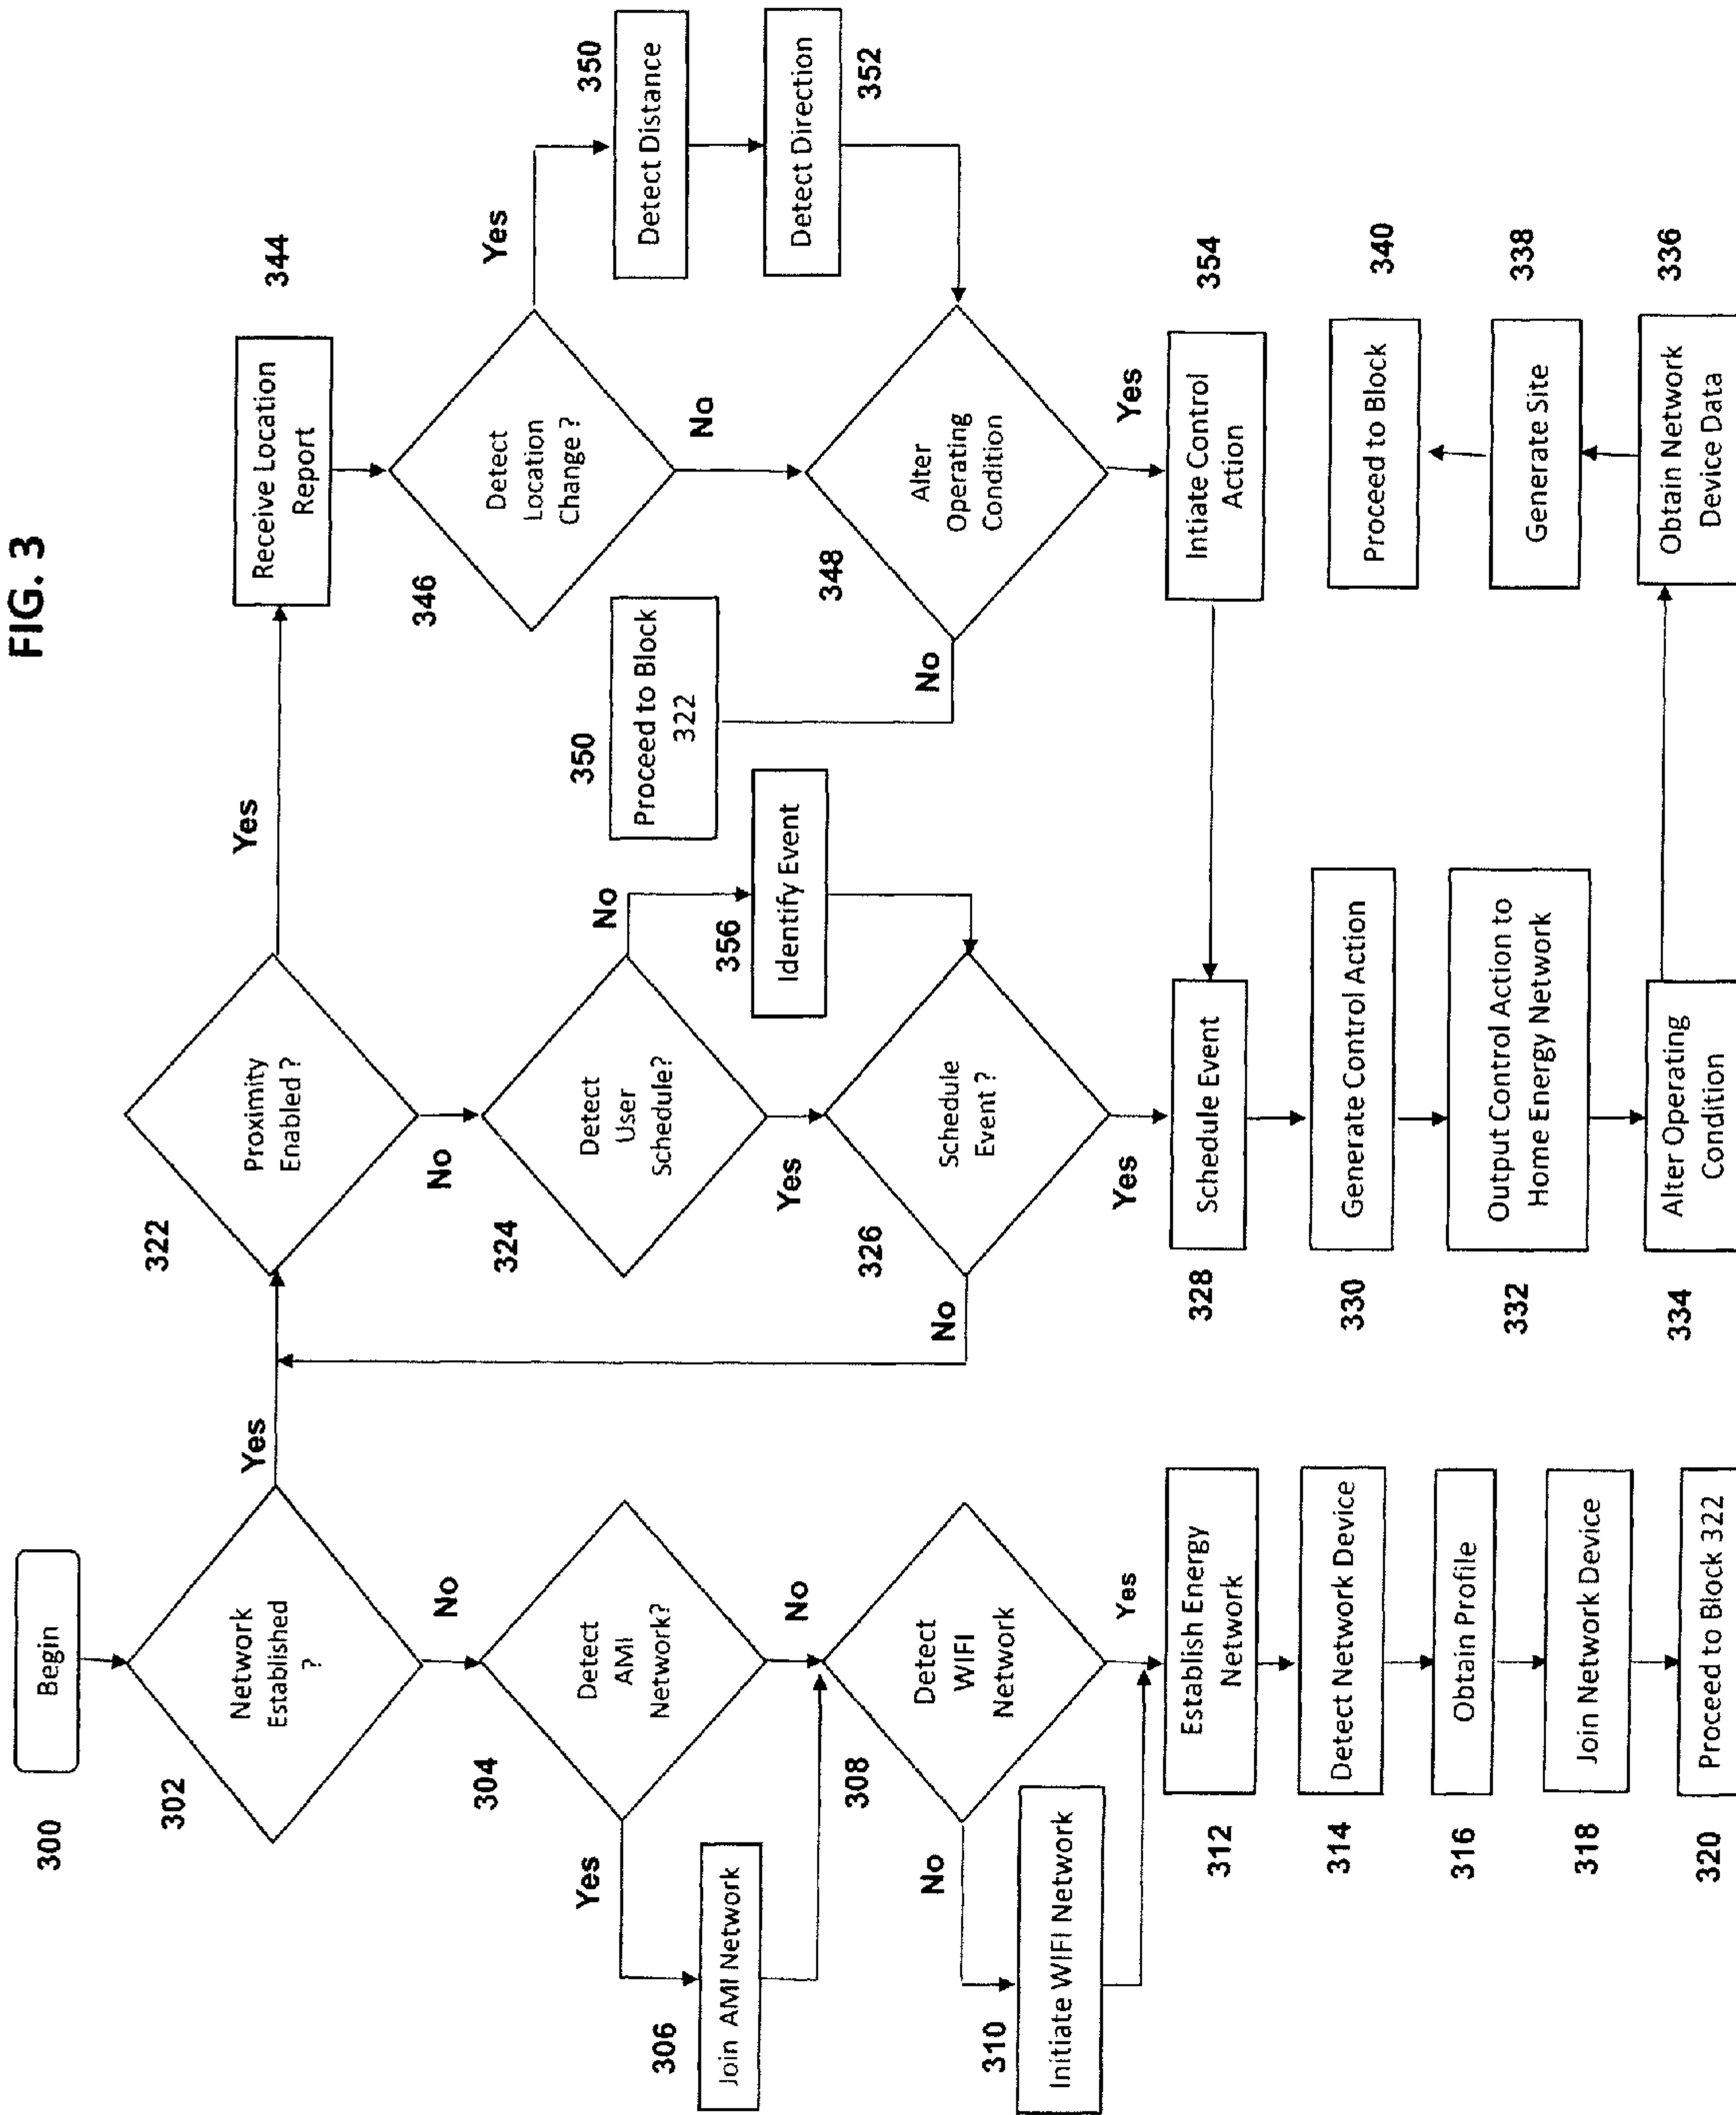 FIG. 3
300
Begin
302
Network
Established
?
Yes
No
304
Detect
AMI
Network?
Yes
No
306
Join AMI Network
308
Detect
WIFI
Network
No
Yes
310
Initiate WIFI Network
312
Establish Energy
Network
314
Detect Network Device
316
Obtain Profile
318
Join Network Device
320
Proceed to Block 322
322
Proximity
Enabled ?
Yes
No
324
Detect
User
Schedule?
No
Yes
356
Identify Event
326
Schedule
Event ?
No
Yes
328
Schedule Event
330
Generate Control Action
332
Output Control Action to
Home Energy Network
334
Alter Operating
Condition
344
Receive Location
Report
346
Detect
Location
Change ?
Yes
No
350
Detect Distance
352
Detect Direction
348
Alter
Operating
Condition
No
Yes
350
Proceed to Block
322
354
Intiate Control
Action
340
Proceed to Block
338
Generate Site
336
Obtain Network
Device Data